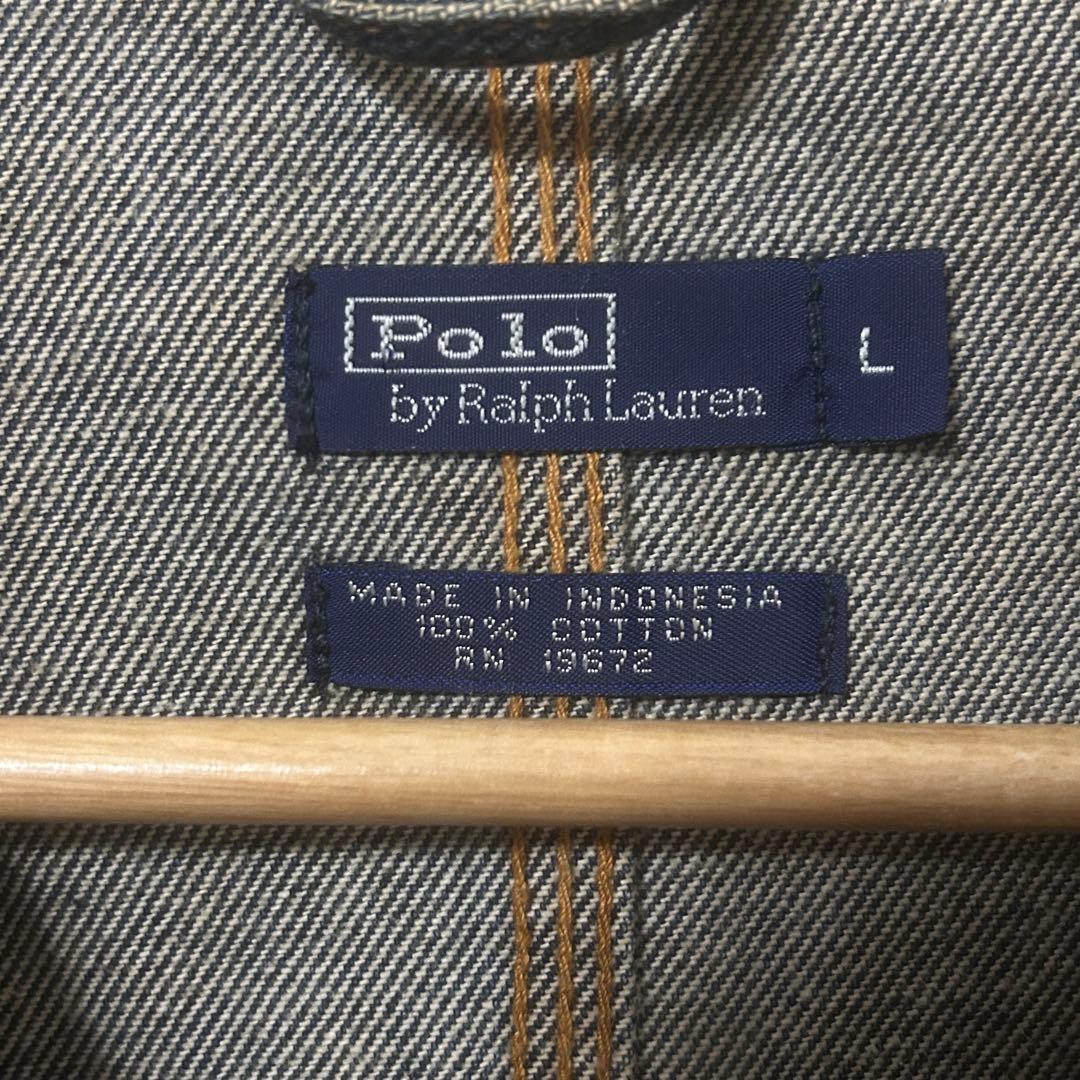 Polo
by Ralph Lauren
L
MADE IN INDONESIA
100% COTTON
RN 19672